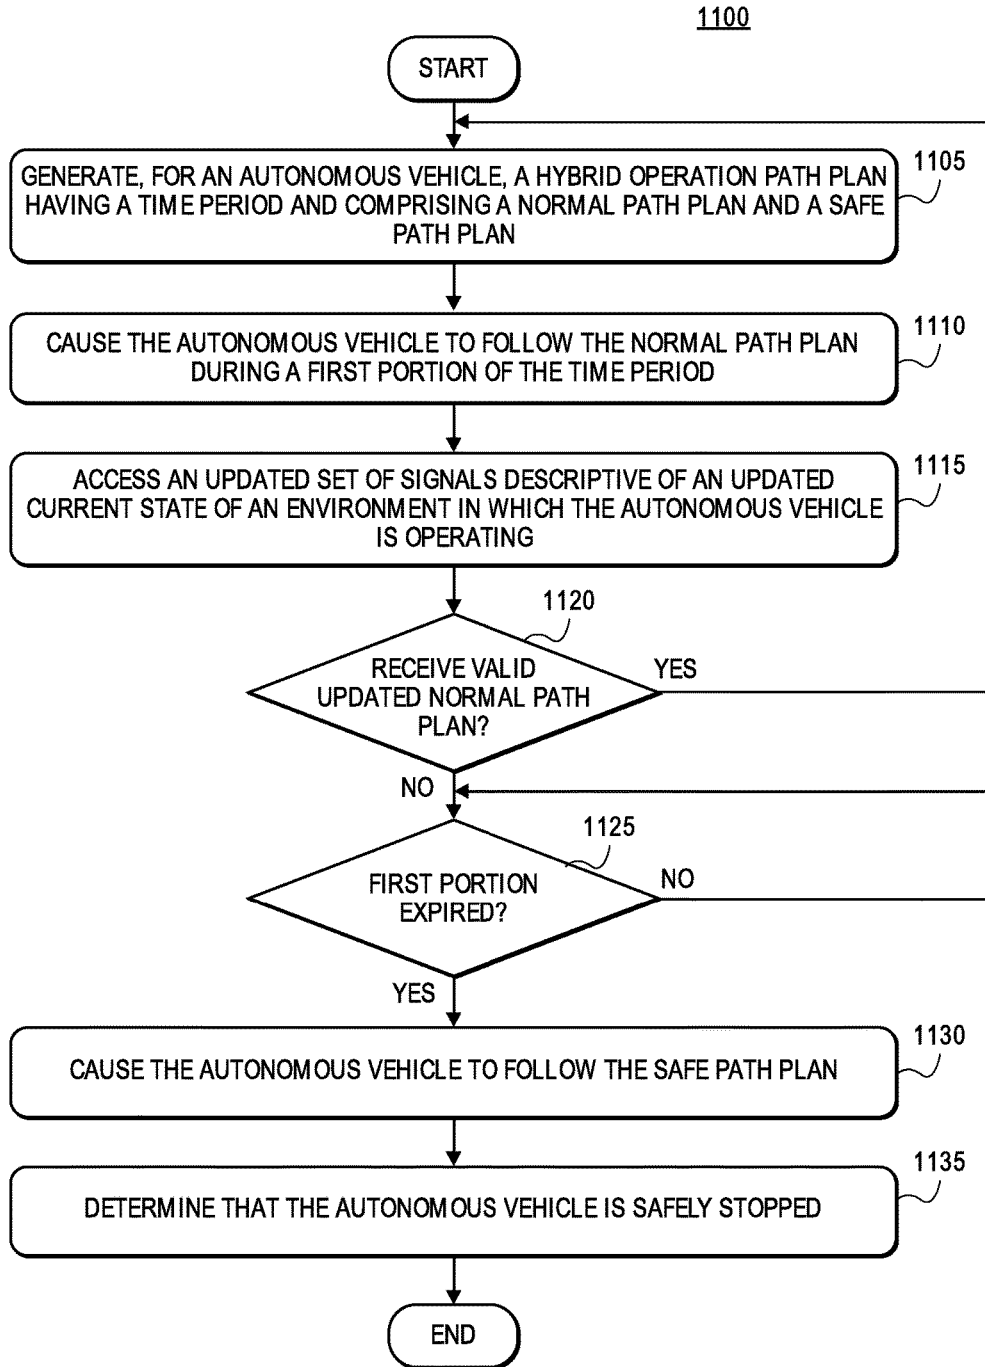 1100
START
GENERATE, FOR AN AUTONOMOUS VEHICLE, A HYBRID OPERATION PATH PLAN
HAVING A TIME PERIOD AND COMPRISING A NORMAL PATH PLAN AND A SAFE
PATH PLAN
1105
CAUSE THE AUTONOMOUS VEHICLE TO FOLLOW THE NORMAL PATH PLAN
DURING A FIRST PORTION OF THE TIME PERIOD
1110
ACCESS AN UPDATED SET OF SIGNALS DESCRIPTIVE OF AN UPDATED
CURRENT STATE OF AN ENVIRONMENT IN WHICH THE AUTONOMOUS VEHICLE
IS OPERATING
1115
1120
RECEIVE VALID
UPDATED NORMAL PATH
PLAN?
YES
NO
1125
FIRST PORTION
EXPIRED?
NO
YES
CAUSE THE AUTONOMOUS VEHICLE TO FOLLOW THE SAFE PATH PLAN
1130
DETERMINE THAT THE AUTONOMOUS VEHICLE IS SAFELY STOPPED
1135
END